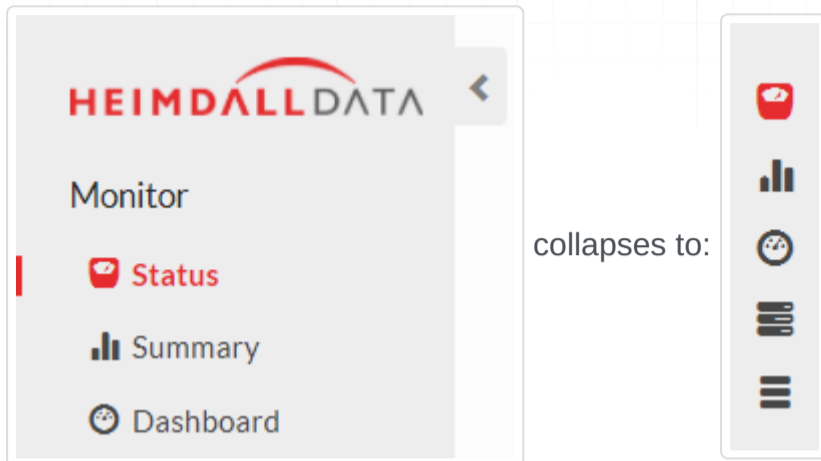 HEIMDALLDATA
Monitor
Status
collapses to:
Summary
Dashboard